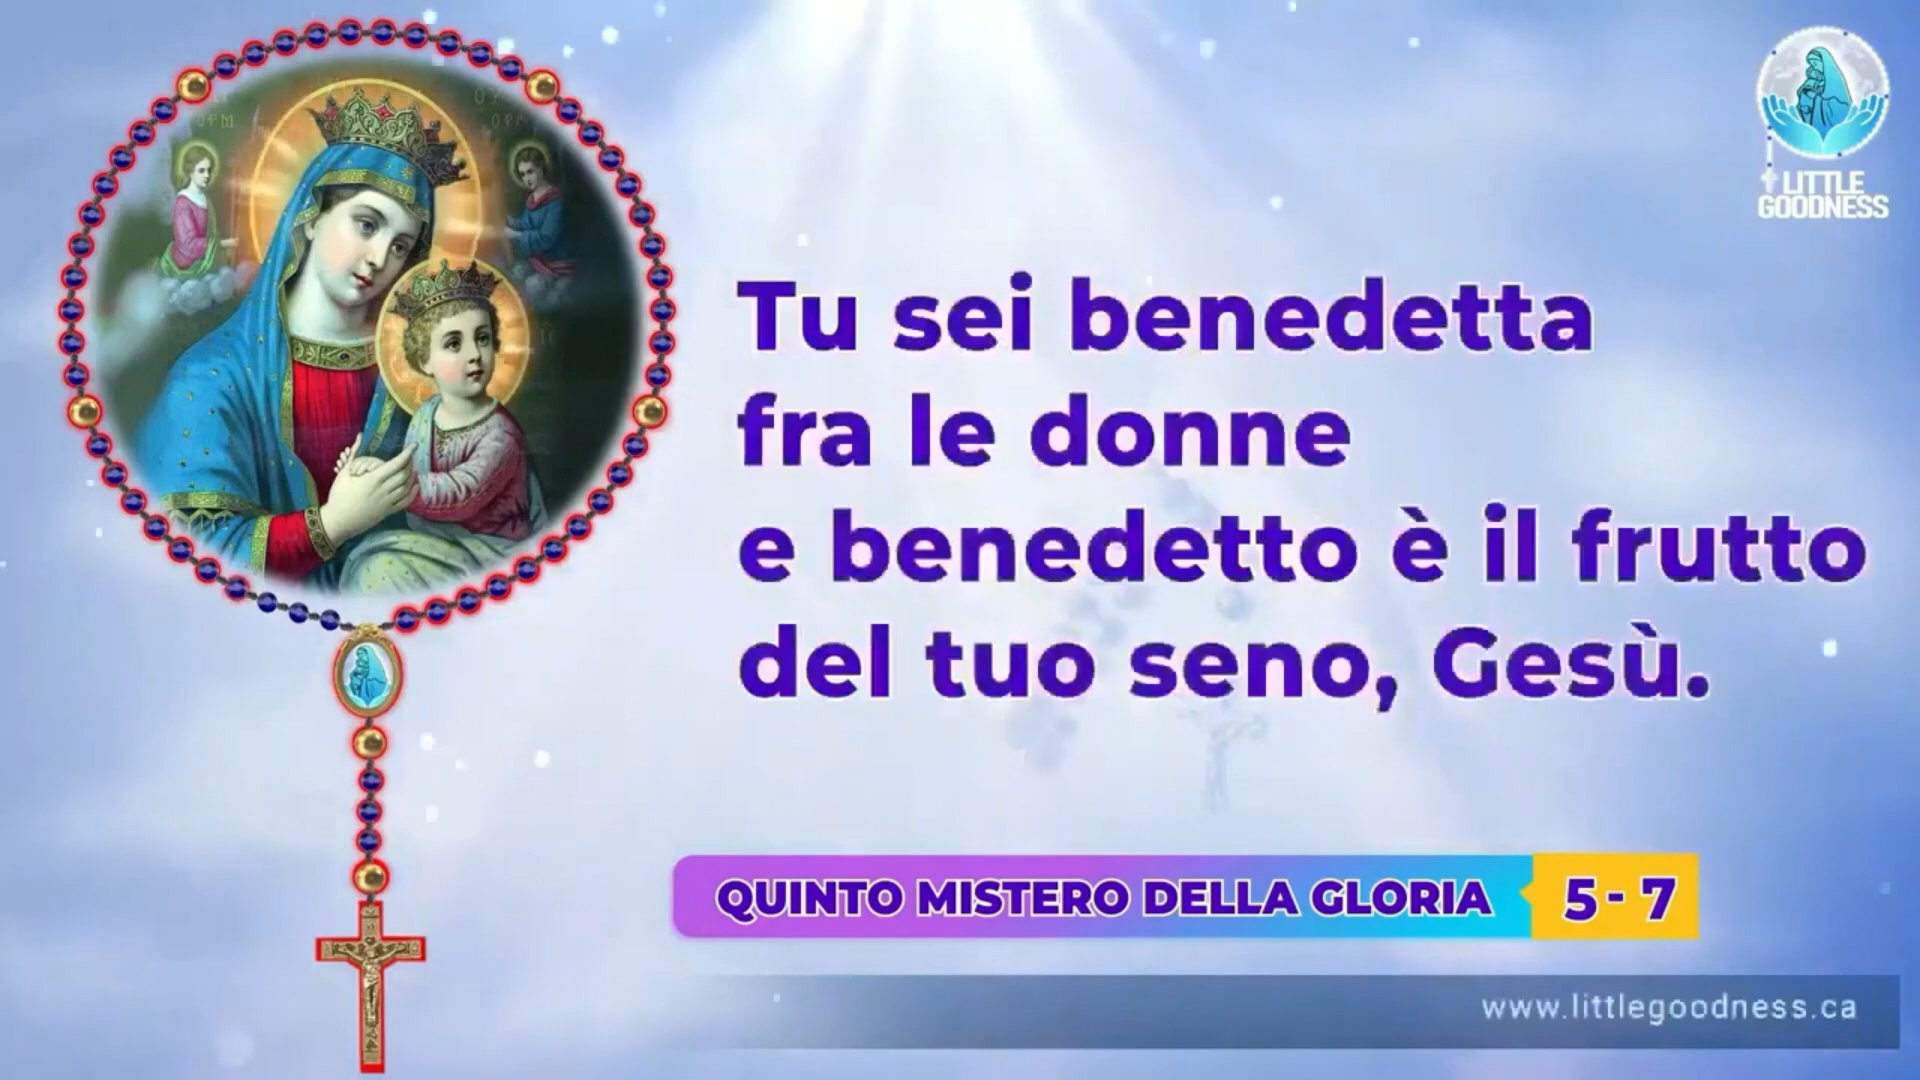 LITTLE
GOODNESS
Tu sei benedetta
fra le donne
e benedetto è il frutto
del tuo seno, Gesù.
QUINTO MISTERO DELLA GLORIA 5 - 7
www.littlegoodness.ca